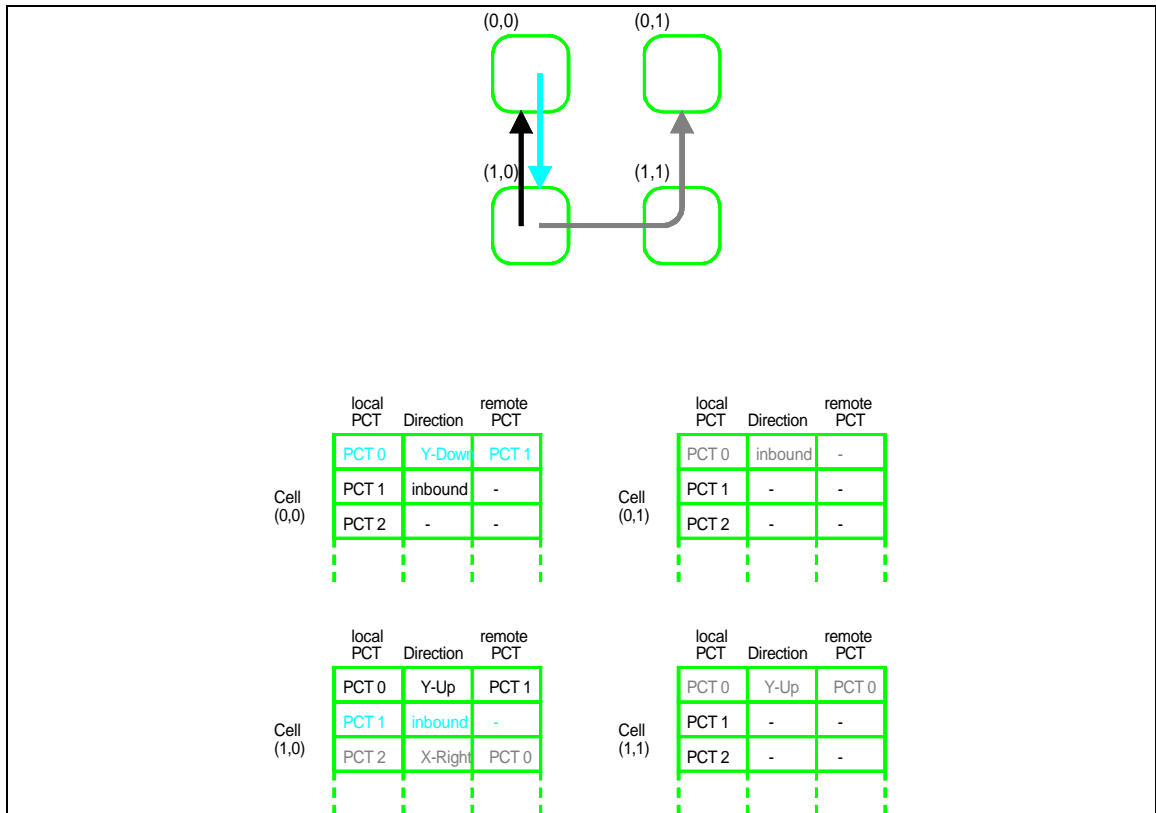 (0,0) (0,1)
(1,0) (1,1)
local PCT Direction remote PCT
PCT 0 Y-Down PCT 1
PCT 1 inbound -
PCT 2 - -
Cell (0,0)
local PCT Direction remote PCT
PCT 0 inbound -
PCT 1 - -
PCT 2 - -
Cell (0,1)
local PCT Direction remote PCT
PCT 0 Y-Up PCT 1
PCT 1 inbound -
PCT 2 X-Right PCT 0
Cell (1,0)
local PCT Direction remote PCT
PCT 0 Y-Up PCT 0
PCT 1 - -
PCT 2 - -
Cell (1,1)